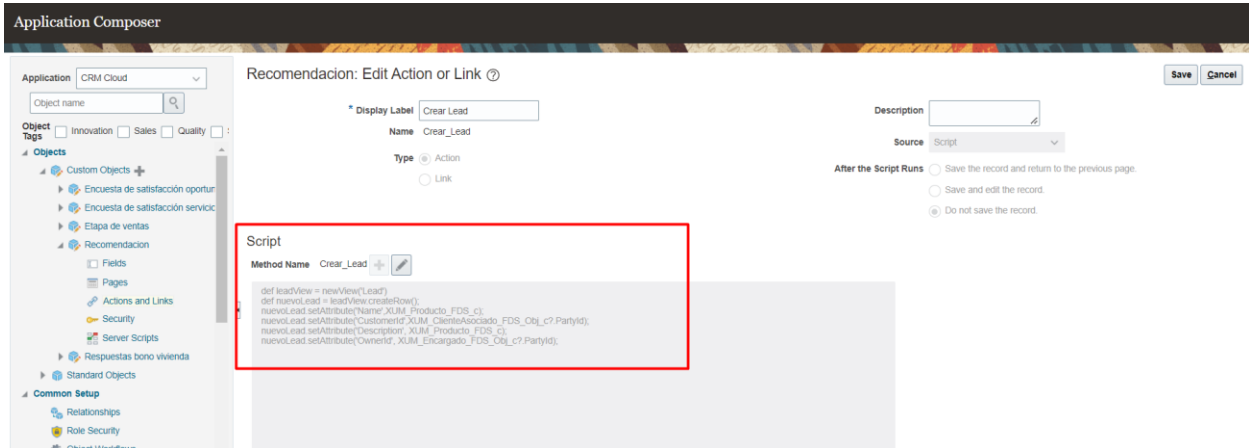 Application Composer
Application CRM Cloud
Object name
Object Tags Innovation Sales Quality
Objects
Custom Objects
Encuesta de satisfacción oportun
Encuesta de satisfacción servicic
Etapa de ventas
Recomendacion
Fields
Pages
Actions and Links
Security
Server Scripts
Respuestas bono vivienda
Standard Objects
Common Setup
Relationships
Role Security
Object Workflows
Recomendacion: Edit Action or Link
Save Cancel
* Display Label Crear Lead
Name Crear_Lead
Type Action
Link
Description
Source Script
After the Script Runs Save the record and return to the previous page.
Save and edit the record.
Do not save the record.
Script
Method Name Crear_Lead
def leadView = newView('Lead')
def nuevoLead = leadView.createRow();
nuevoLead.setAttribute('Name',XUM_Producto_FDS_c);
nuevoLead.setAttribute('CustomerId',XUM_ClienteAsociado_FDS_Obj_c?.PartyId);
nuevoLead.setAttribute('Description', XUM_Producto_FDS_c);
nuevoLead.setAttribute('OwnerId', XUM_Encargado_FDS_Obj_c?.PartyId);